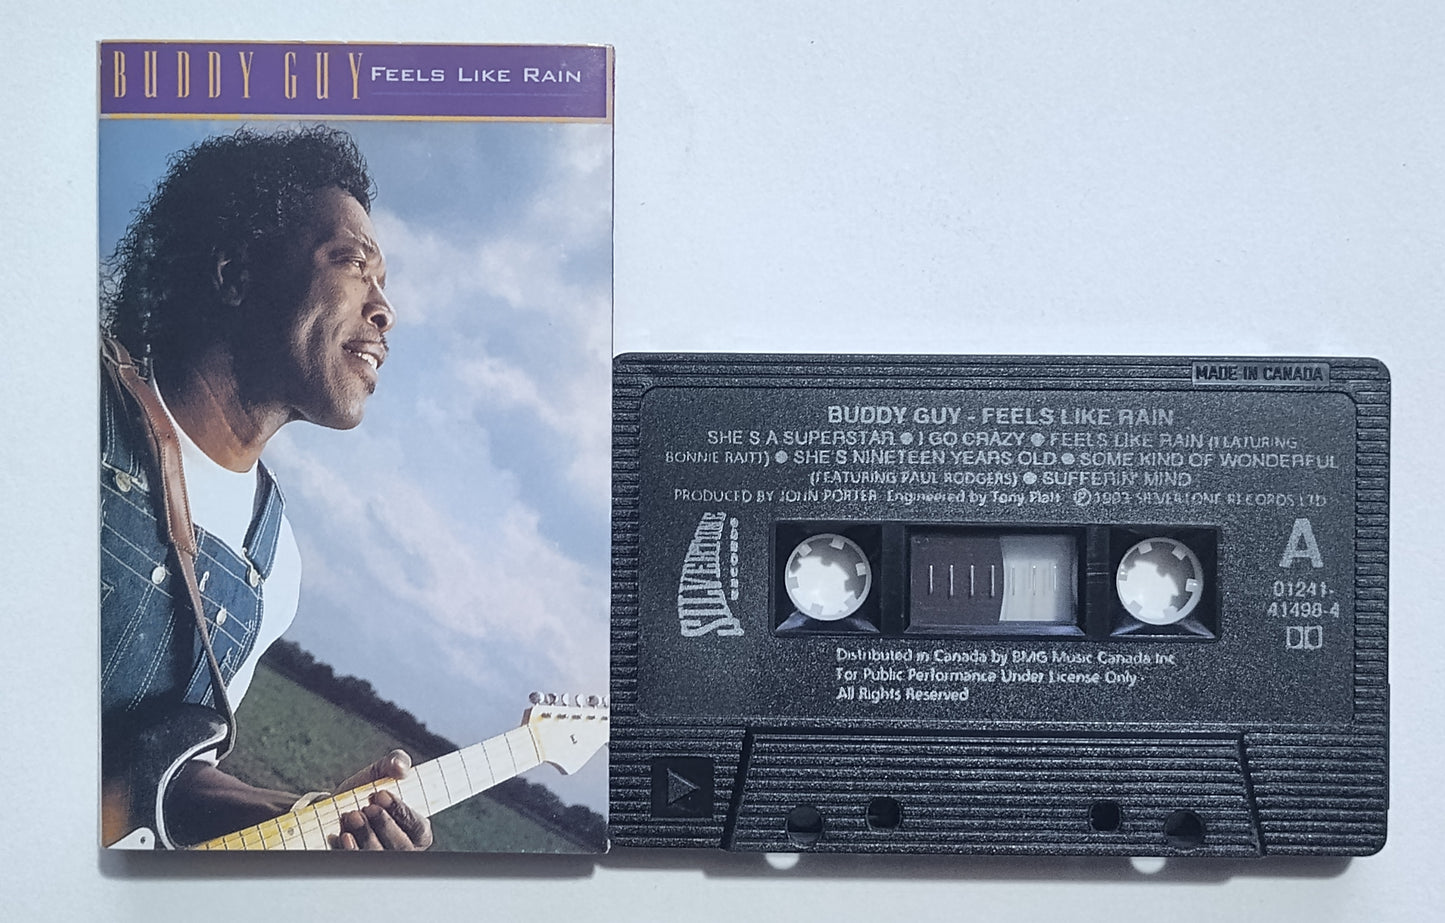 BUDDY GUY FEELS LIKE RAIN
MADE IN CANADA
BUDDY GUY - FEELS LIKE RAIN
SHE'S A SUPERSTAR ● I GO CRAZY ● FEELS LIKE RAIN (FEATURING
BONNIE RAITT) ● SHE'S NINETEEN YEARS OLD ● SOME KIND OF WONDERFUL
(FEATURING PAUL RODGERS) ● SUFFERIN' MIND
PRODUCED BY JOHN PORTER Engineered by Tony Platt ℗1993 SILVERTONE RECORDS LTD
SILVERTONE
RECORDS
A
01241-
41498-4
Distributed in Canada by BMG Music Canada Inc
For Public Performance Under License Only
All Rights Reserved